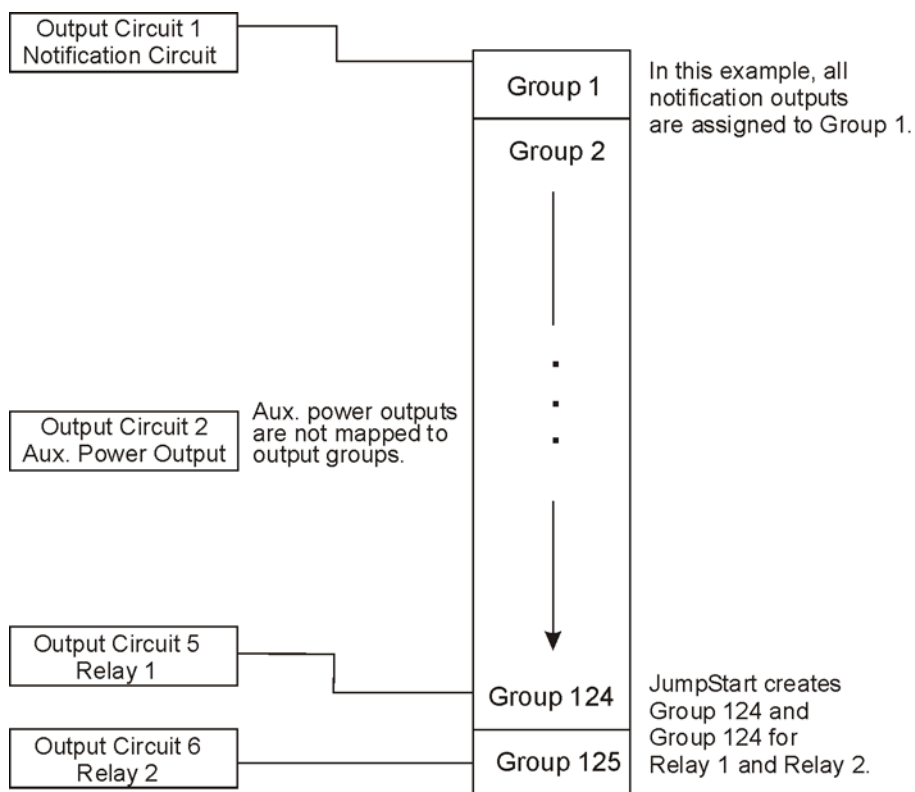 Output Circuit 1
Notification Circuit
Group 1
In this example, all
notification outputs
are assigned to Group 1.
Group 2
Output Circuit 2
Aux. Power Output
Aux. power outputs
are not mapped to
output groups.
Output Circuit 5
Relay 1
Group 124
JumpStart creates
Group 124 and
Group 124 for
Relay 1 and Relay 2.
Output Circuit 6
Relay 2
Group 125